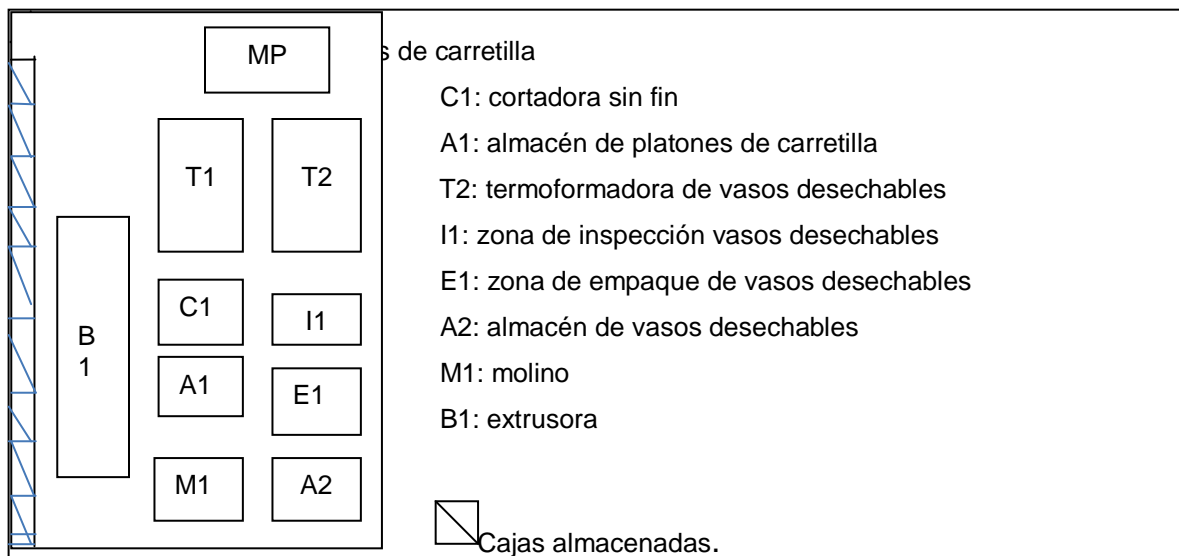 MP
s de carretilla
C1: cortadora sin fin
A1: almacén de platones de carretilla
T1
T2
T2: termoformadora de vasos desechables
I1: zona de inspección vasos desechables
E1: zona de empaque de vasos desechables
C1
I1
A2: almacén de vasos desechables
B
1
M1: molino
A1
E1
B1: extrusora
M1
A2
Cajas almacenadas.